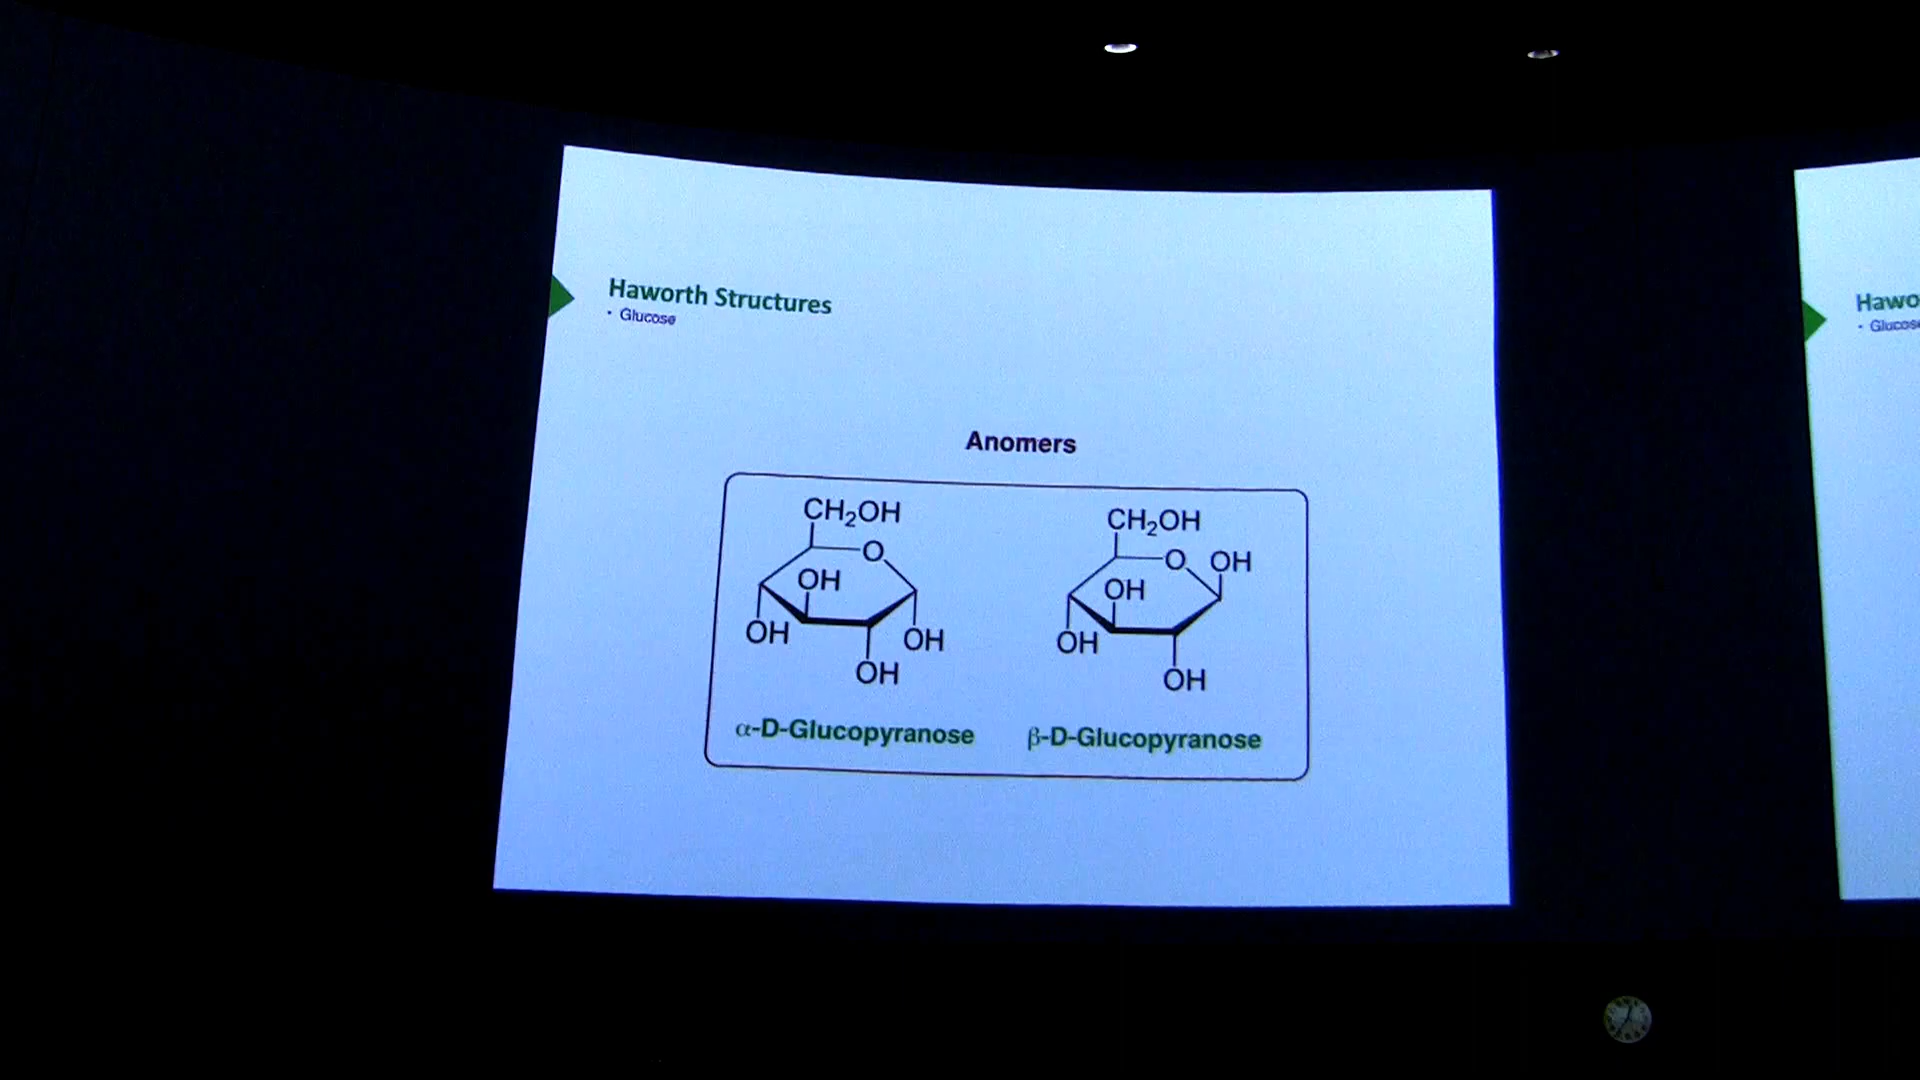 Haworth Structures
• Glucose
Anomers
CH₂OH
O
OH
OH
OH
OH
α-D-Glucopyranose
CH₂OH
O
OH
OH
OH
OH
β-D-Glucopyranose
Hawo
• Glucos